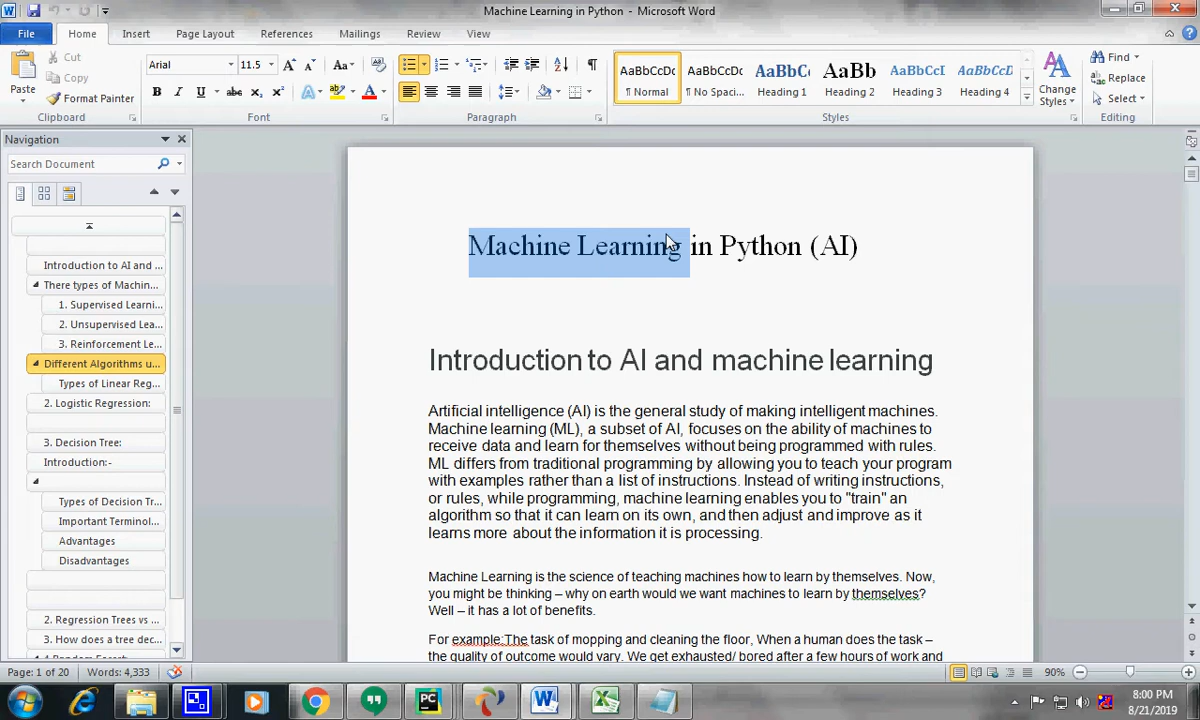 Machine Learning in Python - Microsoft Word
File Home Insert Page Layout References Mailings Review View
Paste
Cut
Copy
Format Painter
Clipboard
Arial 11.5
Font
Paragraph
AaBbCcDc AaBbCcDc AaBbC AaBb AaBbCcI AaBbCcD
¶ Normal ¶ No Spaci... Heading 1 Heading 2 Heading 3 Heading 4
Change
Styles
Styles
Find
Replace
Select
Editing
Navigation
Search Document
Introduction to AI and ...
There types of Machin...
1. Supervised Learni...
2. Unsupervised Lea...
3. Reinforcement Le...
Different Algorithms u...
Types of Linear Reg...
2. Logistic Regression:
3. Decision Tree:
Introduction:-
Types of Decision Tr...
Important Terminol...
Advantages
Disadvantages
2. Regression Trees vs ...
3. How does a tree dec...
Machine Learning in Python (AI)
Introduction to AI and machine learning
Artificial intelligence (AI) is the general study of making intelligent machines.
Machine learning (ML), a subset of AI, focuses on the ability of machines to
receive data and learn for themselves without being programmed with rules.
ML differs from traditional programming by allowing you to teach your program
with examples rather than a list of instructions. Instead of writing instructions,
or rules, while programming, machine learning enables you to "train" an
algorithm so that it can learn on its own, and then adjust and improve as it
learns more about the information it is processing.
Machine Learning is the science of teaching machines how to learn by themselves. Now,
you might be thinking – why on earth would we want machines to learn by themselves?
Well – it has a lot of benefits.
For example:The task of mopping and cleaning the floor, When a human does the task –
the quality of outcome would vary. We get exhausted/ bored after a few hours of work and
Page: 1 of 20 Words: 4,333 90%
8:00 PM
8/21/2019